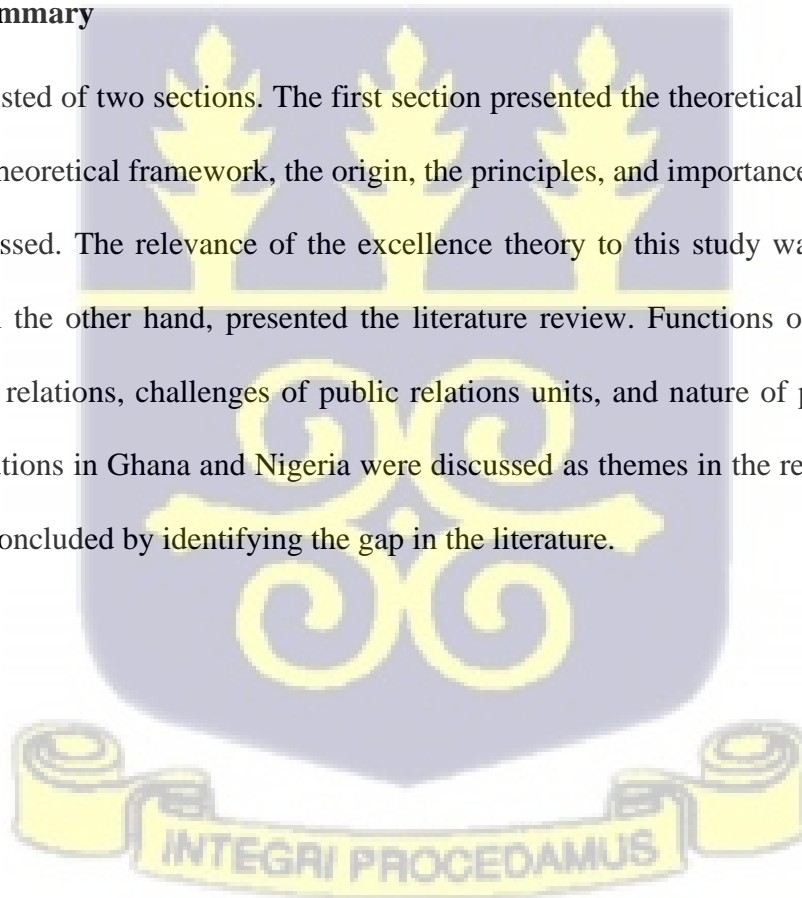 mmary
isted of two sections. The first section presented the theoretical
heoretical framework, the origin, the principles, and importance
ssed. The relevance of the excellence theory to this study wa
the other hand, presented the literature review. Functions o
relations, challenges of public relations units, and nature of p
utions in Ghana and Nigeria were discussed as themes in the re
oncluded by identifying the gap in the literature.
INTEGRI PROCEDAMUS